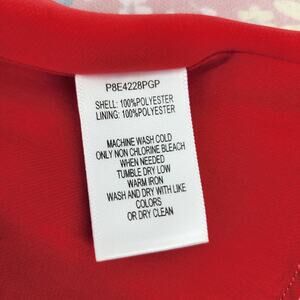 P8E4228PGP
SHELL: 100%POLYESTER
LINING: 100%POLYESTER
MACHINE WASH COLD
ONLY NON CHLORINE BLEACH
WHEN NEEDED
TUMBLE DRY LOW
WARM IRON
WASH AND DRY WITH LIKE
COLORS
OR DRY CLEAN